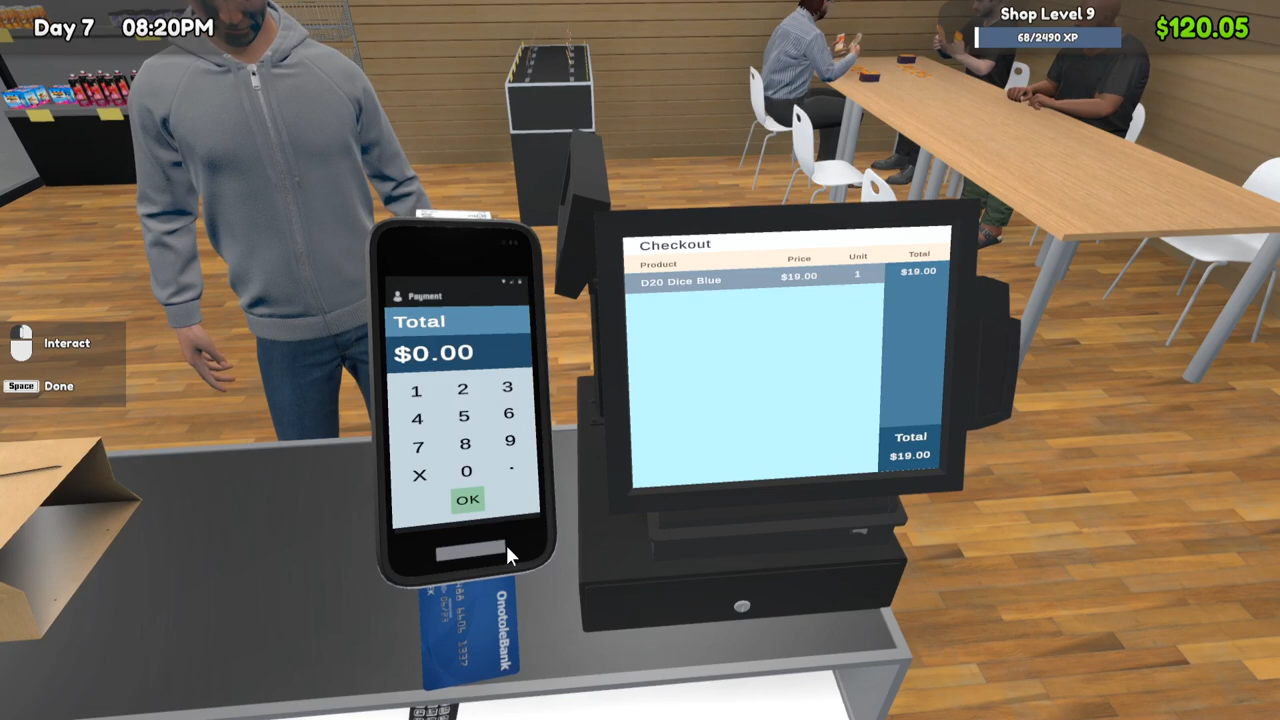 Day 7 08:20PM
Shop Level 9
68/2490 XP
$120.05
Interact
Space Done
Payment
Total
$0.00
1 2 3
4 5 6
7 8 9
X 0 .
OK
Checkout
Product Price Unit Total
D20 Dice Blue $19.00 1 $19.00
Total
$19.00
OnotoleBank